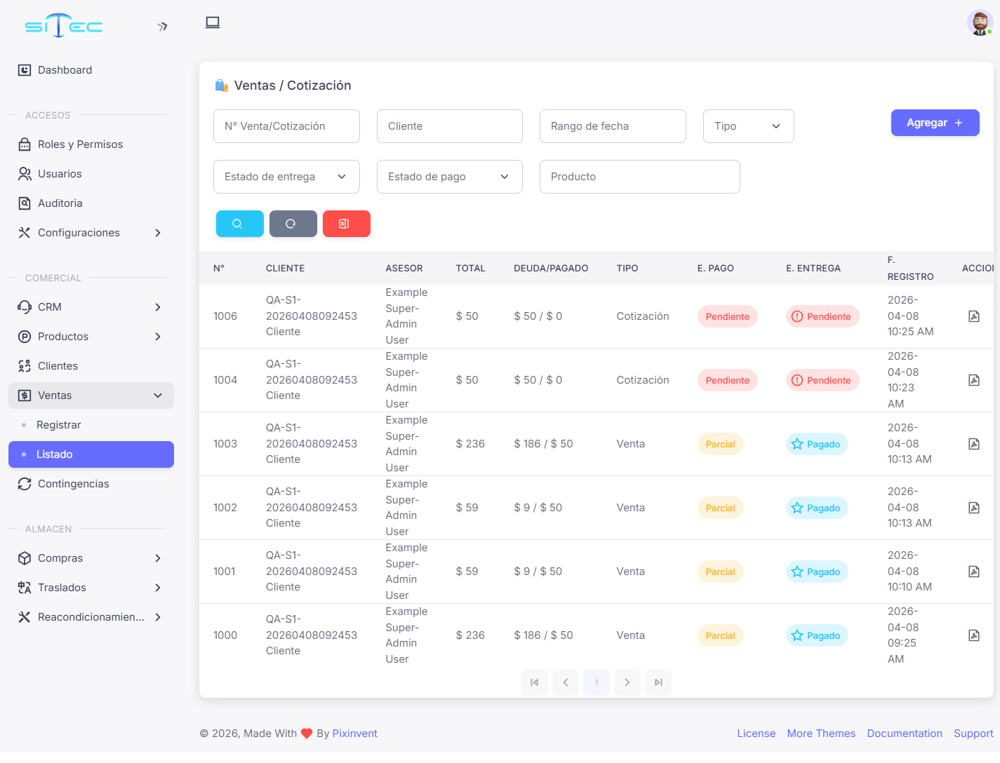 SITEC
Dashboard
ACCESOS
Roles y Permisos
Usuarios
Auditoria
Configuraciones
COMERCIAL
CRM
Productos
Clientes
Ventas
Registrar
Listado
Contingencias
ALMACEN
Compras
Traslados
Reacondicionamien...
Ventas / Cotización
N° Venta/Cotización
Cliente
Rango de fecha
Tipo
Agregar +
Estado de entrega
Estado de pago
Producto
N° CLIENTE ASESOR TOTAL DEUDA/PAGADO TIPO E. PAGO E. ENTREGA F. REGISTRO ACCION
1006 QA-S1-20260408092453 Cliente Example Super-Admin User $ 50 $ 50 / $ 0 Cotización Pendiente Pendiente 2026-04-08 10:25 AM
1004 QA-S1-20260408092453 Cliente Example Super-Admin User $ 50 $ 50 / $ 0 Cotización Pendiente Pendiente 2026-04-08 10:23 AM
1003 QA-S1-20260408092453 Cliente Example Super-Admin User $ 236 $ 186 / $ 50 Venta Parcial Pagado 2026-04-08 10:13 AM
1002 QA-S1-20260408092453 Cliente Example Super-Admin User $ 59 $ 9 / $ 50 Venta Parcial Pagado 2026-04-08 10:13 AM
1001 QA-S1-20260408092453 Cliente Example Super-Admin User $ 59 $ 9 / $ 50 Venta Parcial Pagado 2026-04-08 10:10 AM
1000 QA-S1-20260408092453 Cliente Example Super-Admin User $ 236 $ 186 / $ 50 Venta Parcial Pagado 2026-04-08 09:25 AM
1
© 2026, Made With ❤️ By Pixinvent
License More Themes Documentation Support